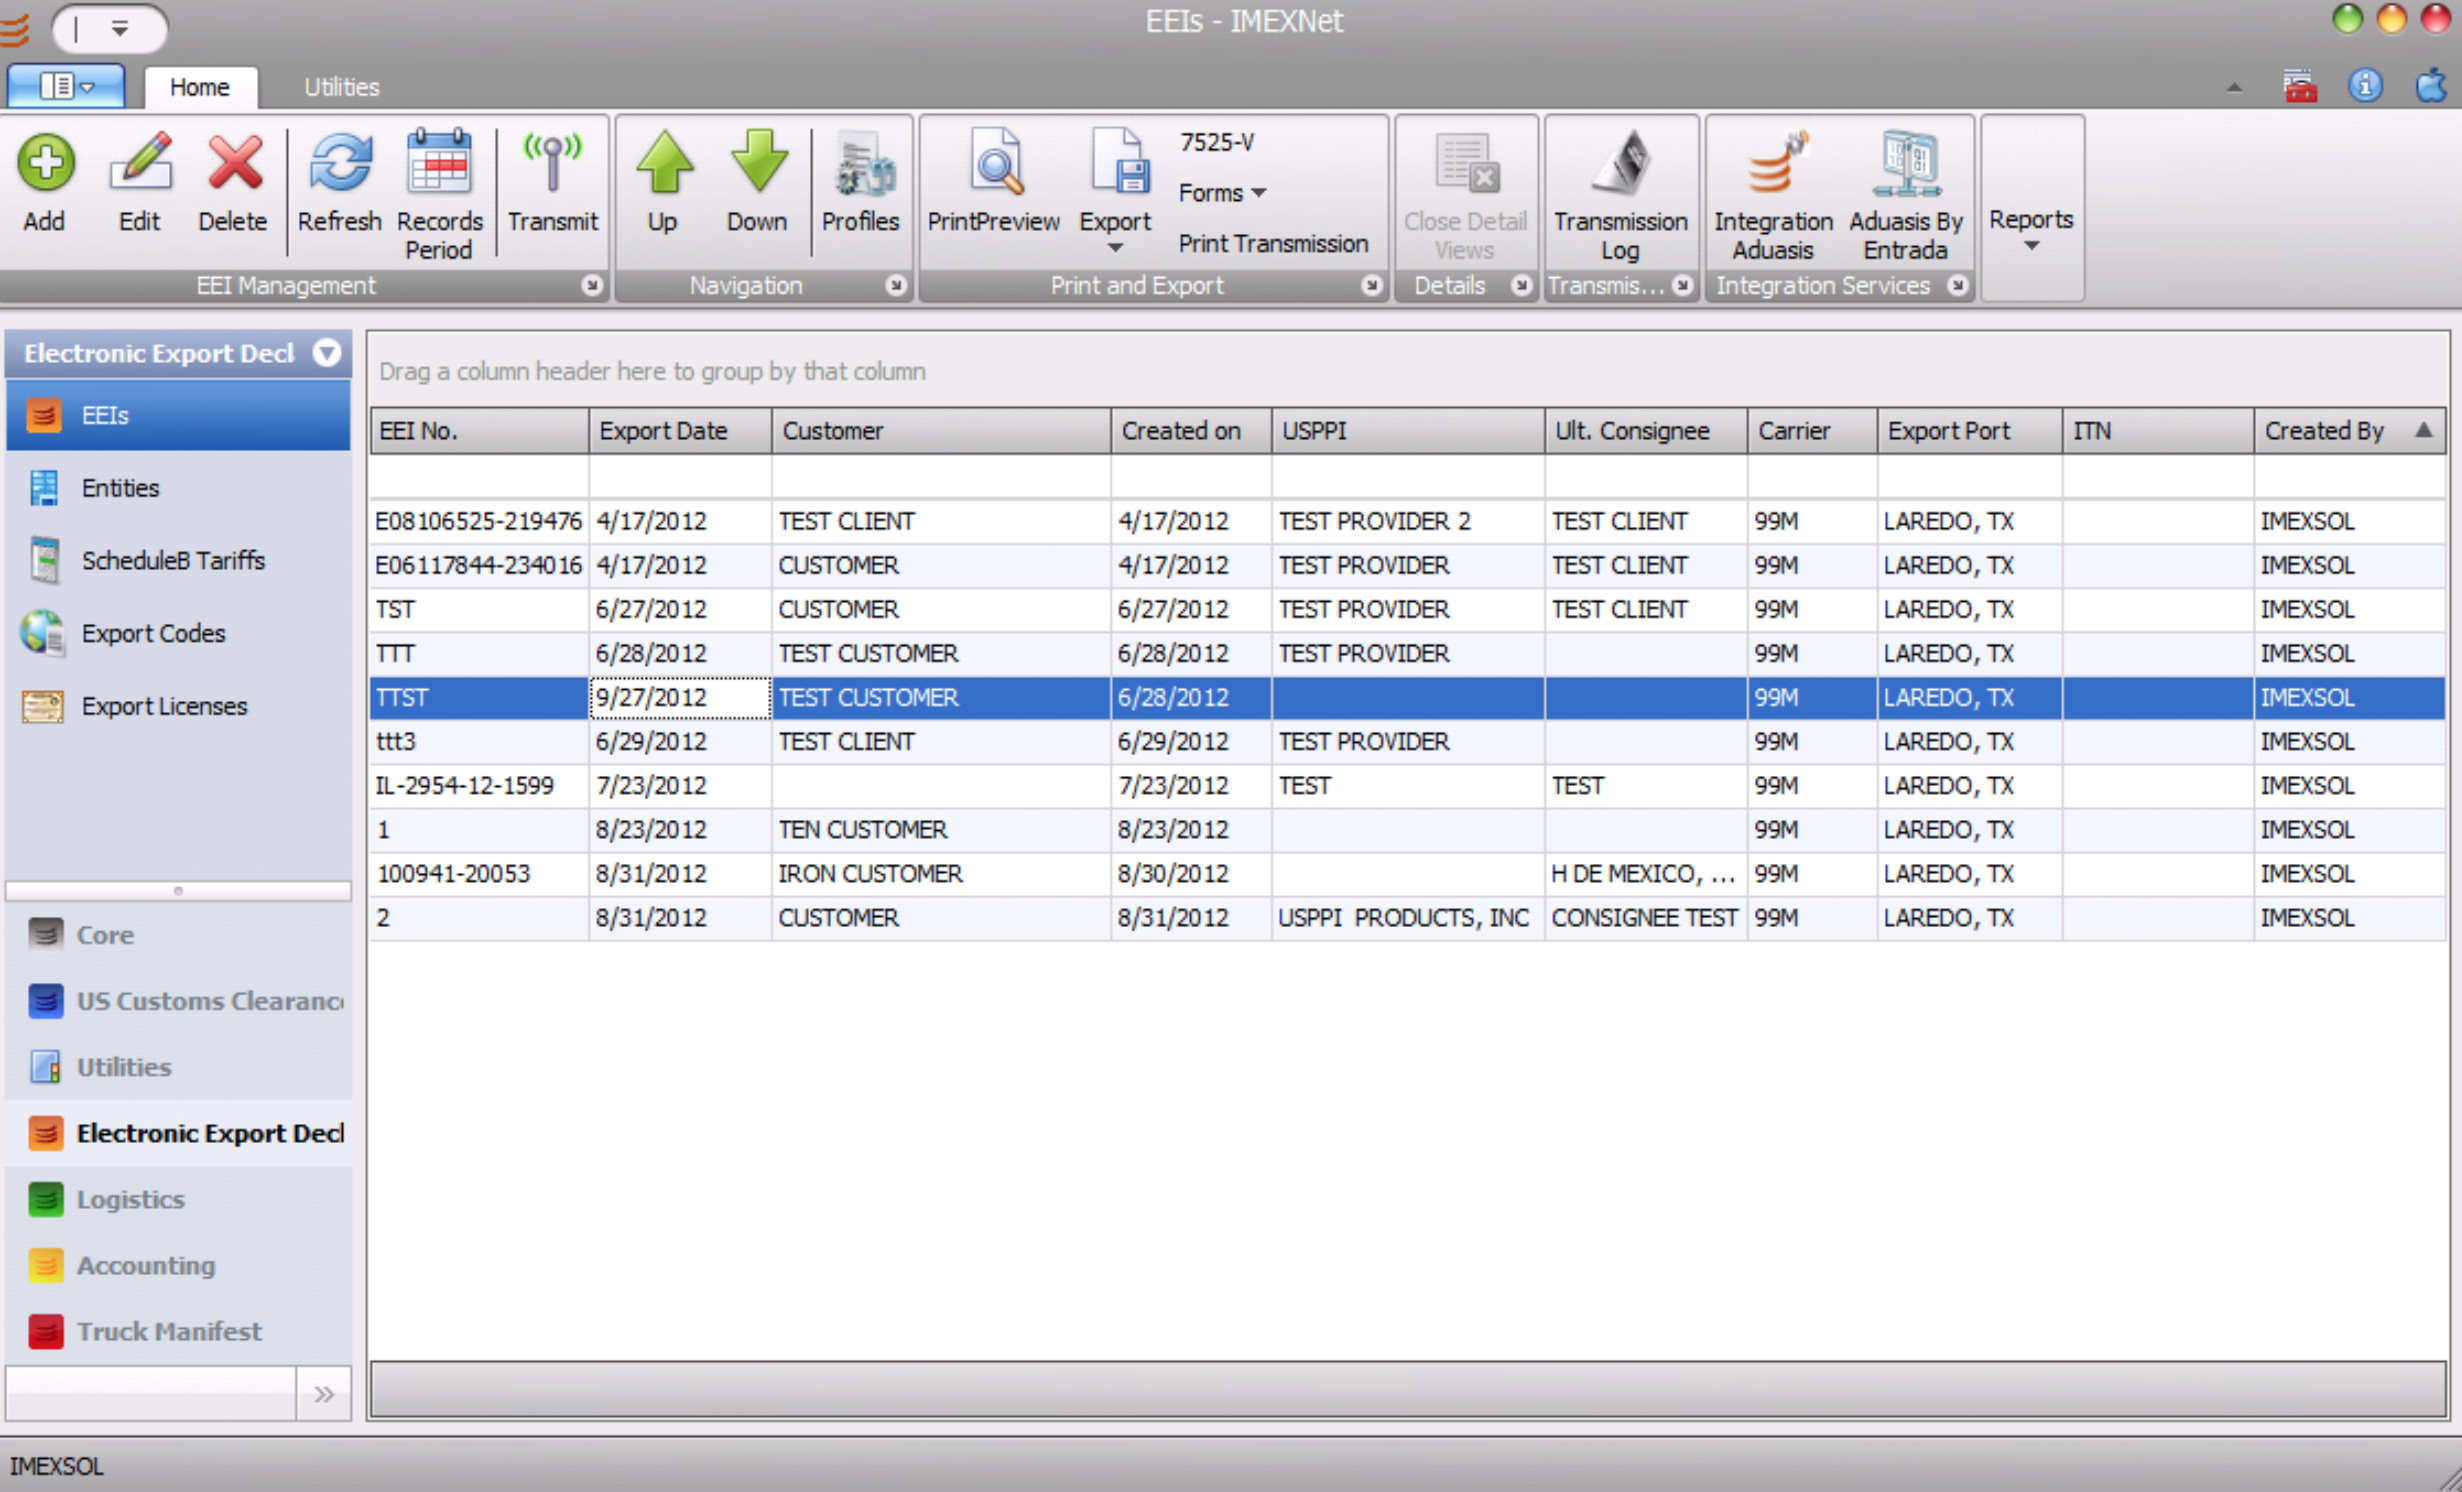 EEIs - IMEXNet
Home Utilities
Add Edit Delete Refresh Records Period Transmit
EEI Management
Up Down Profiles
Navigation
PrintPreview Export 7525-V
Forms
Print Transmission
Print and Export
Close Detail Views
Details
Transmission Log
Transmis...
Integration Aduasis Aduasis By Entrada
Integration Services
Reports
Electronic Export Decl
EEIs
Entities
ScheduleB Tariffs
Export Codes
Export Licenses
Core
US Customs Clearance
Utilities
Electronic Export Decl
Logistics
Accounting
Truck Manifest
Drag a column header here to group by that column
EEI No. Export Date Customer Created on USPPI Ult. Consignee Carrier Export Port ITN Created By
E08106525-219476 4/17/2012 TEST CLIENT 4/17/2012 TEST PROVIDER 2 TEST CLIENT 99M LAREDO, TX IMEXSOL
E06117844-234016 4/17/2012 CUSTOMER 4/17/2012 TEST PROVIDER TEST CLIENT 99M LAREDO, TX IMEXSOL
TST 6/27/2012 CUSTOMER 6/27/2012 TEST PROVIDER TEST CLIENT 99M LAREDO, TX IMEXSOL
TTT 6/28/2012 TEST CUSTOMER 6/28/2012 TEST PROVIDER 99M LAREDO, TX IMEXSOL
TTST 9/27/2012 TEST CUSTOMER 6/28/2012 99M LAREDO, TX IMEXSOL
ttt3 6/29/2012 TEST CLIENT 6/29/2012 TEST PROVIDER 99M LAREDO, TX IMEXSOL
IL-2954-12-1599 7/23/2012 7/23/2012 TEST TEST 99M LAREDO, TX IMEXSOL
1 8/23/2012 TEN CUSTOMER 8/23/2012 99M LAREDO, TX IMEXSOL
100941-20053 8/31/2012 IRON CUSTOMER 8/30/2012 H DE MEXICO, ... 99M LAREDO, TX IMEXSOL
2 8/31/2012 CUSTOMER 8/31/2012 USPPI PRODUCTS, INC CONSIGNEE TEST 99M LAREDO, TX IMEXSOL
IMEXSOL